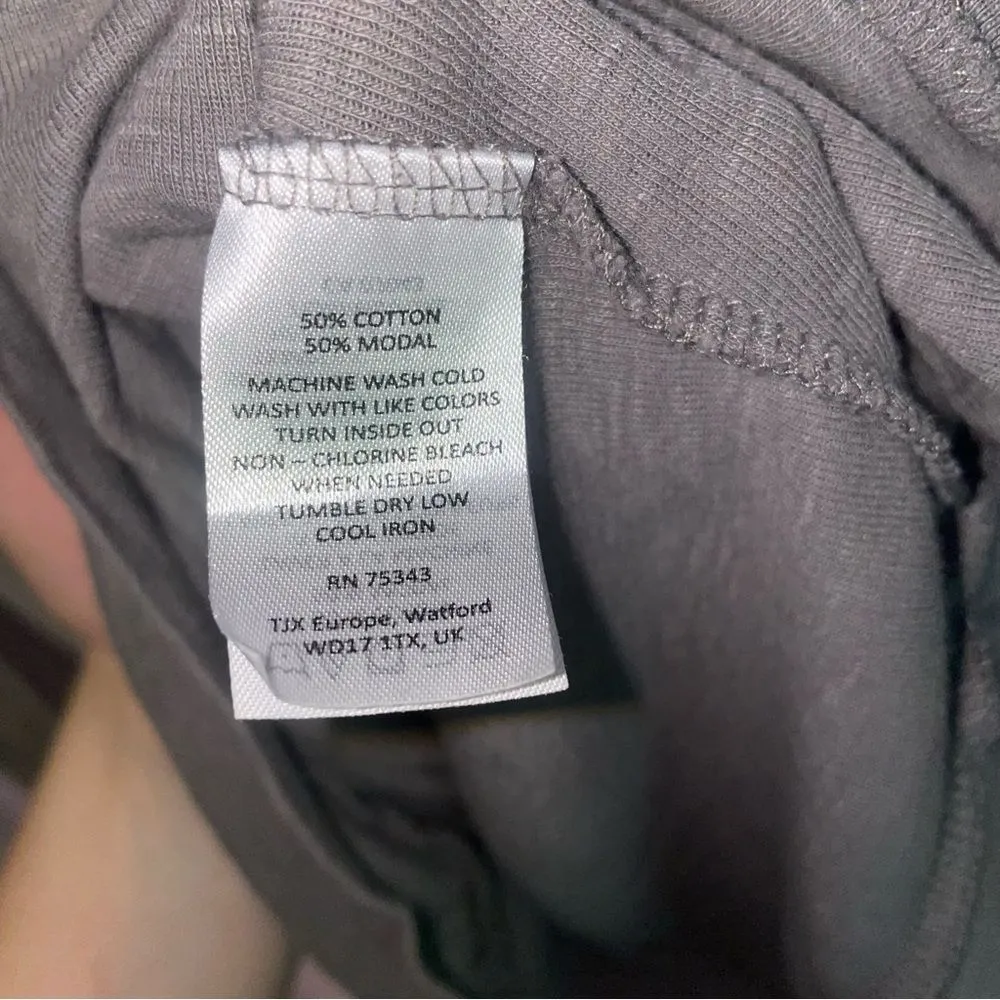 50% COTTON
50% MODAL
MACHINE WASH COLD
WASH WITH LIKE COLORS
TURN INSIDE OUT
NON – CHLORINE BLEACH
WHEN NEEDED
TUMBLE DRY LOW
COOL IRON
RN 75343
TJX Europe, Watford
WD17 1TX, UK